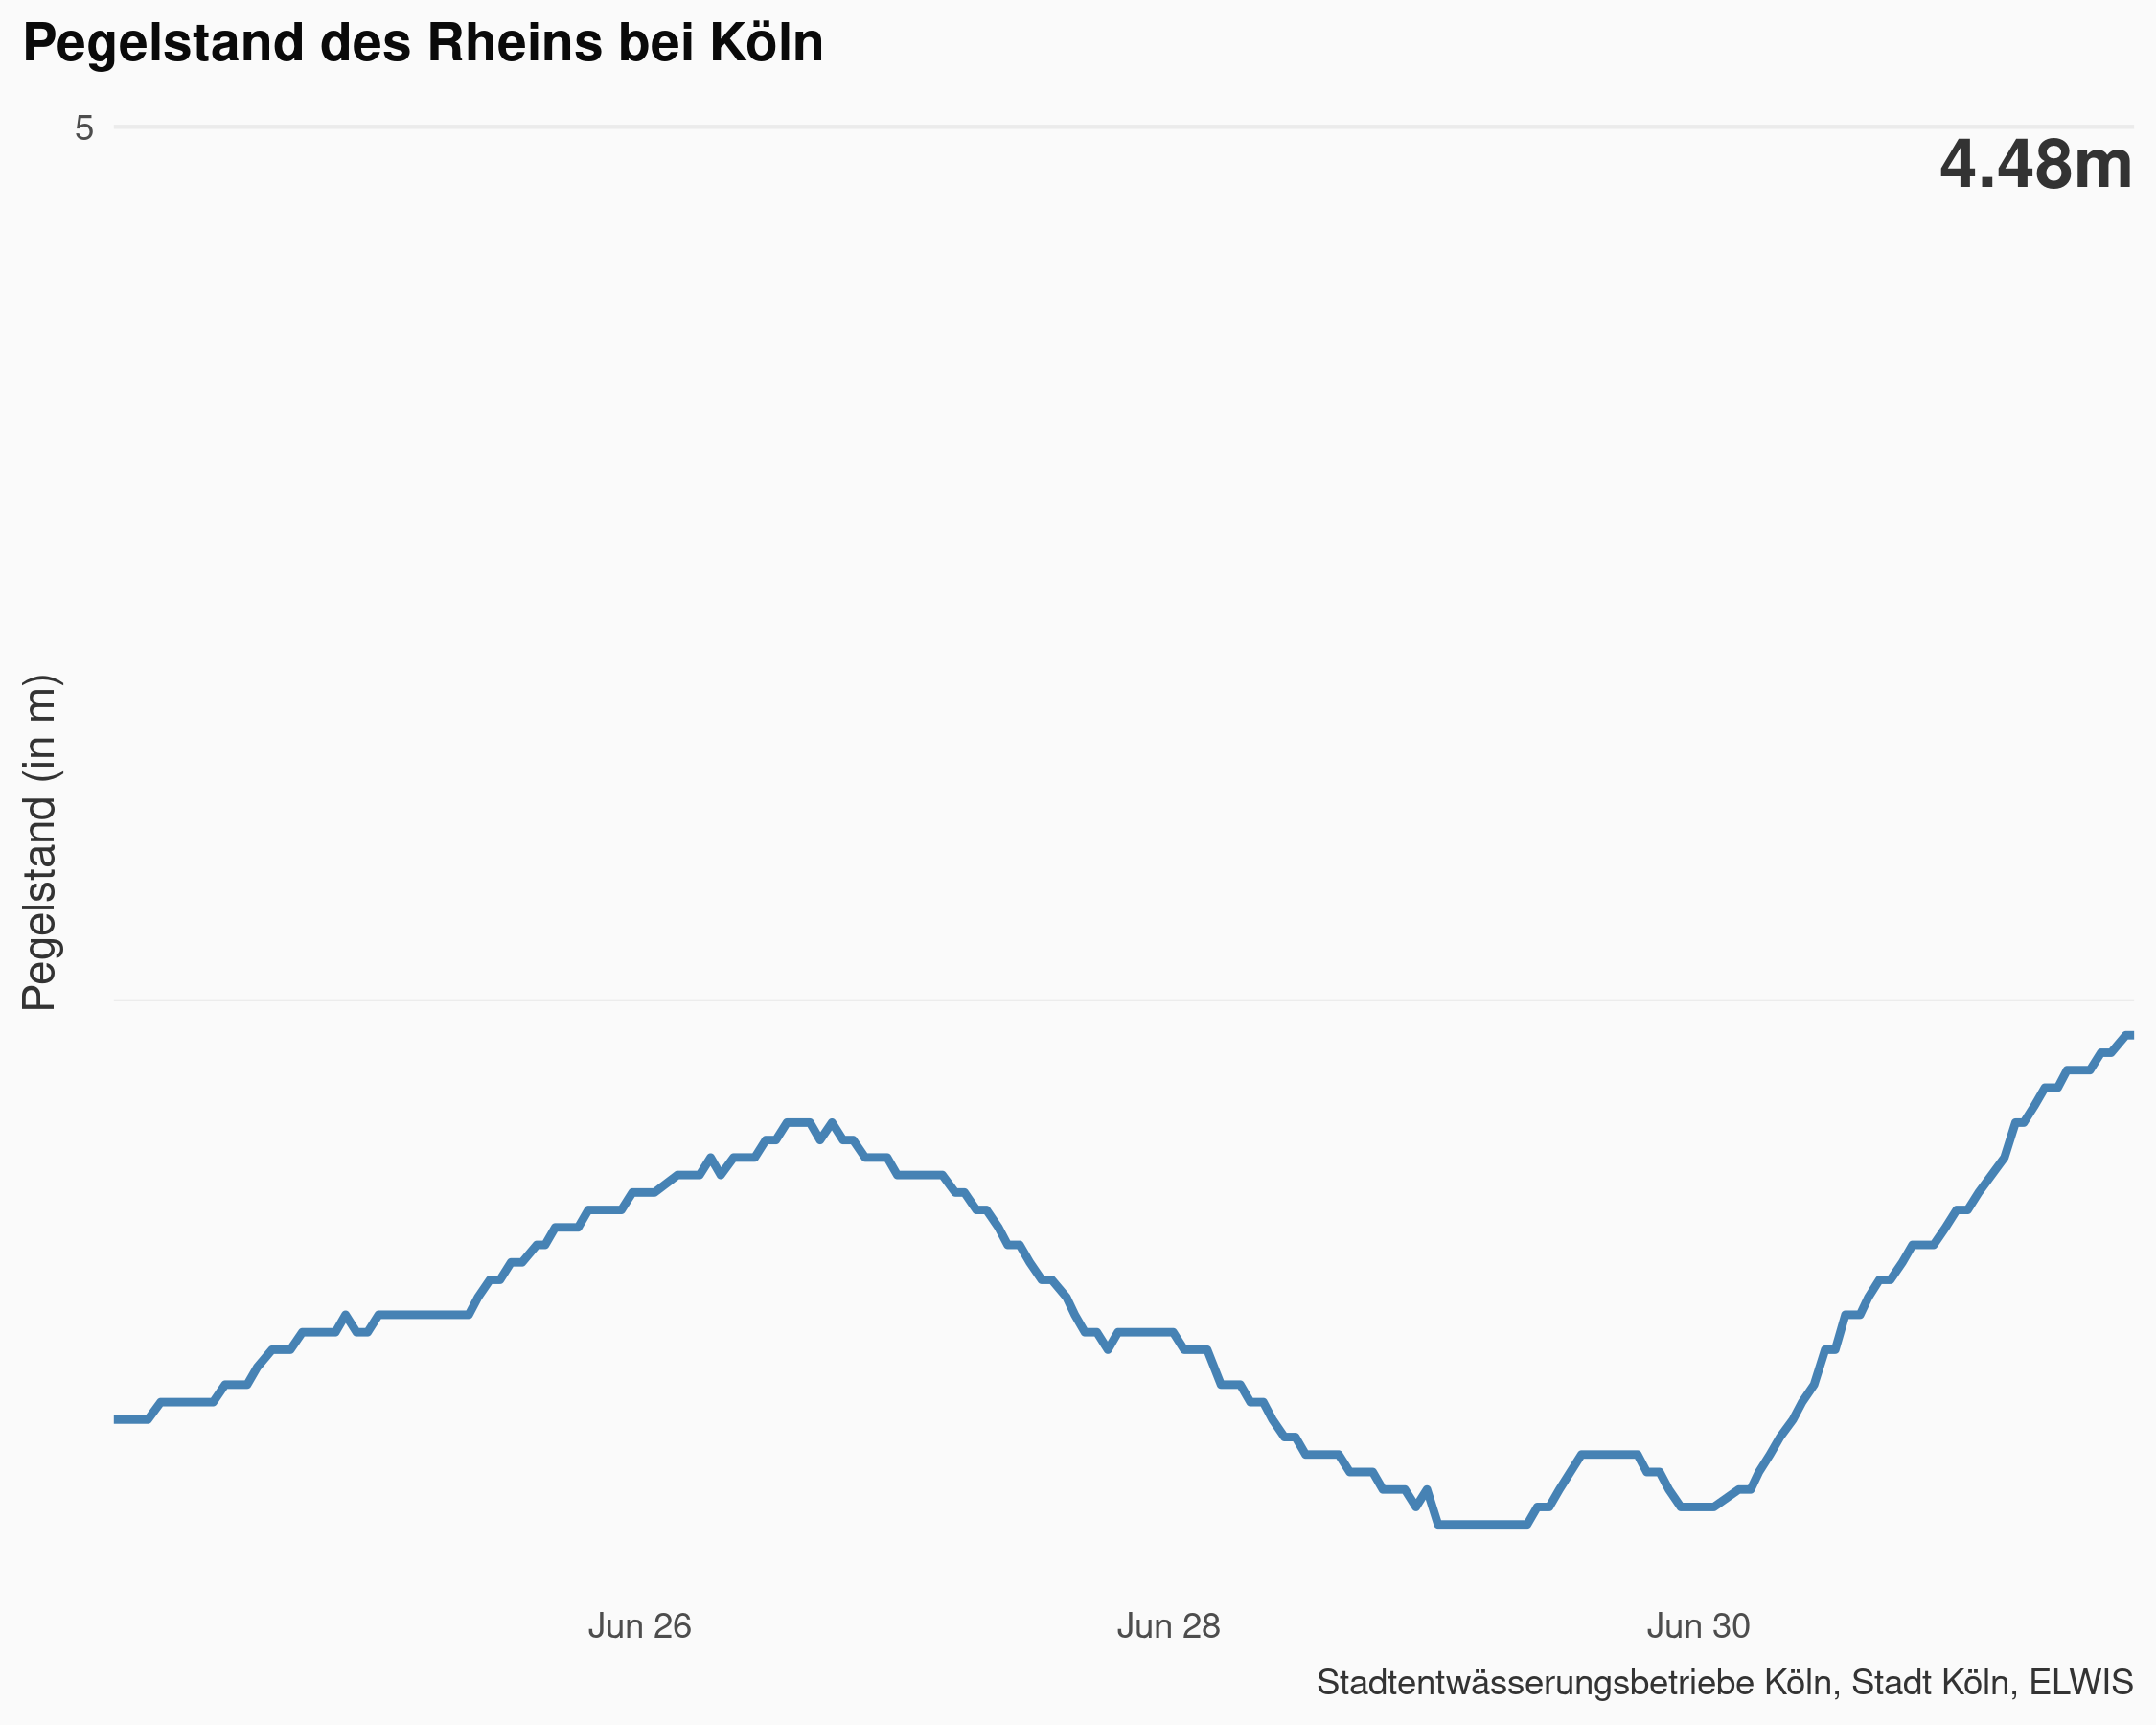 Pegelstand des Rheins bei Köln
5
4.48m
Pegelstand (in m)
Jun 26
Jun 28
Jun 30
Stadtentwässerungsbetriebe Köln, Stadt Köln, ELWIS